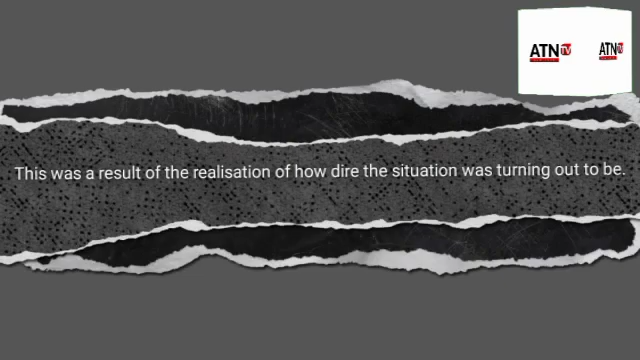 ATN TV
ATN TV
This was a result of the realisation of how dire the situation was turning out to be.